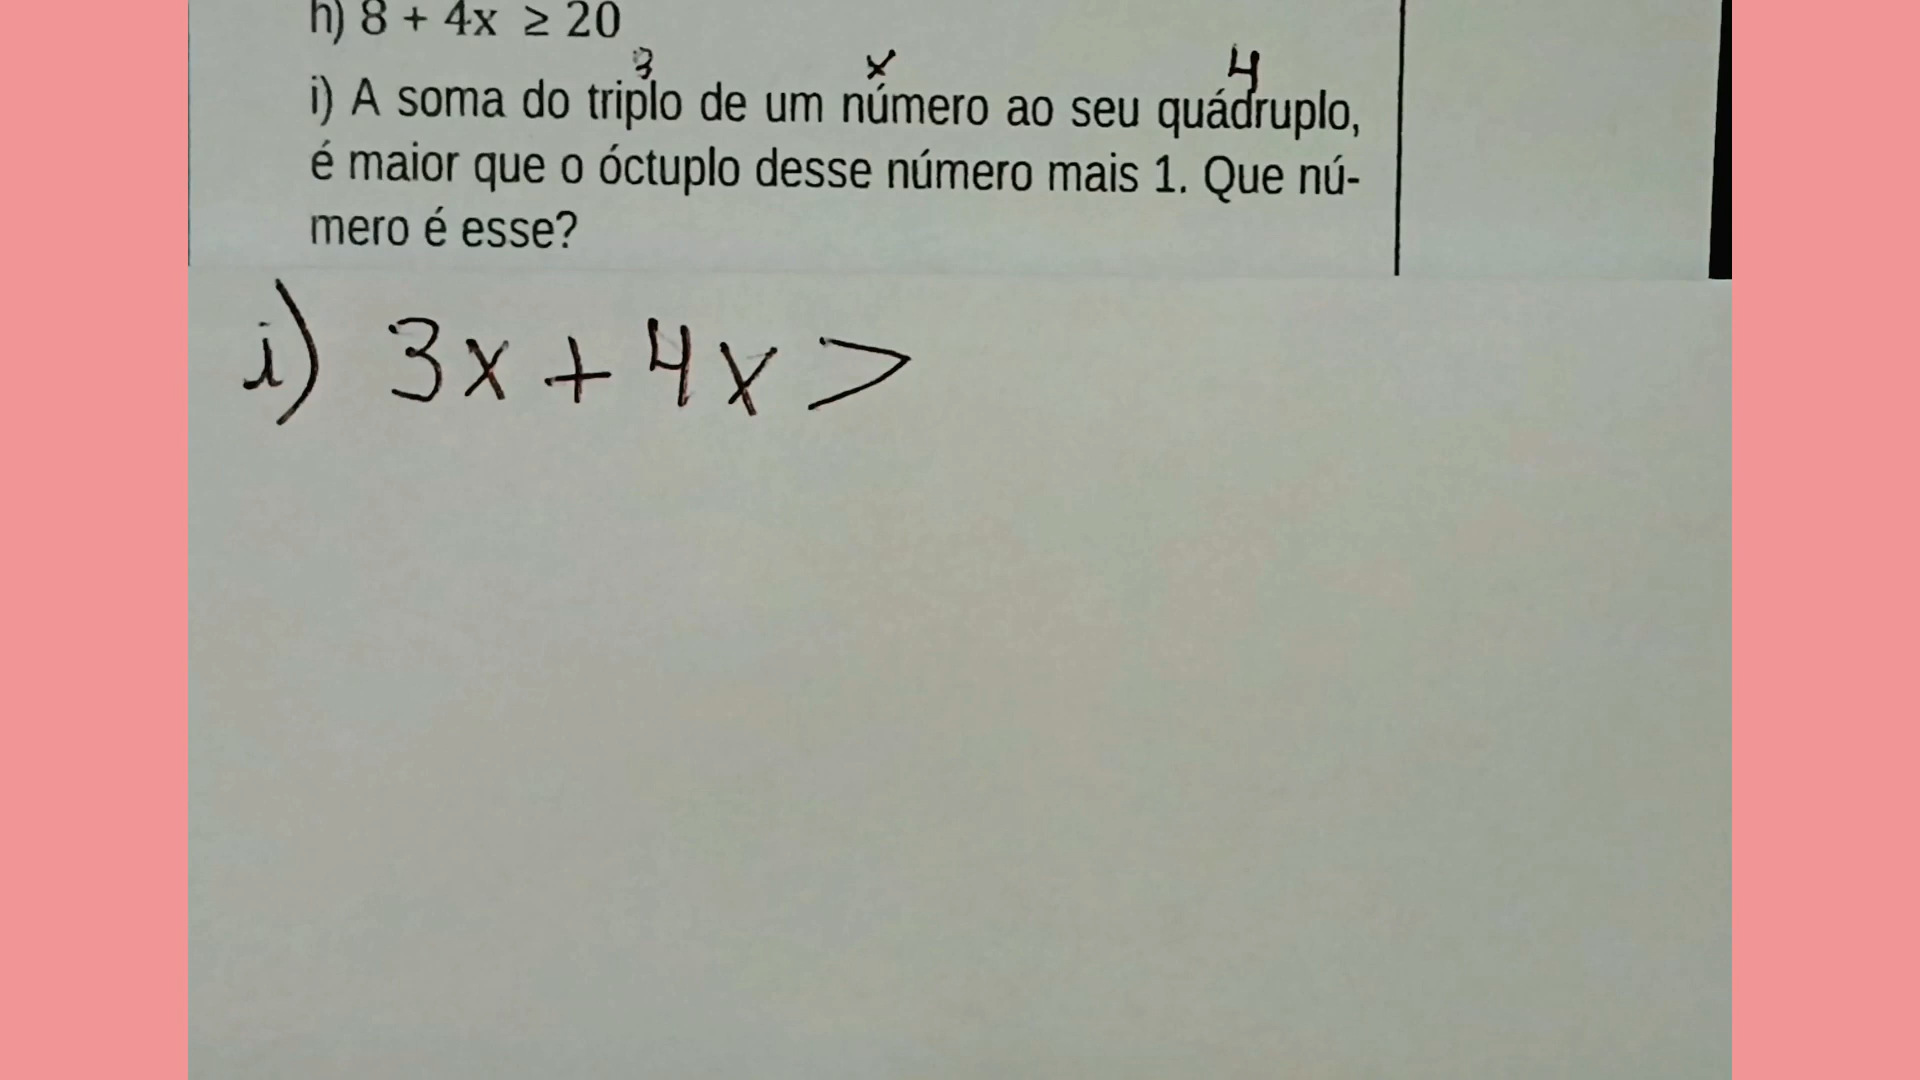 h) 8 + 4x ≥ 20
3 x 4
i) A soma do triplo de um número ao seu quádruplo,
é maior que o óctuplo desse número mais 1. Que nú-
mero é esse?
i) 3x + 4x >